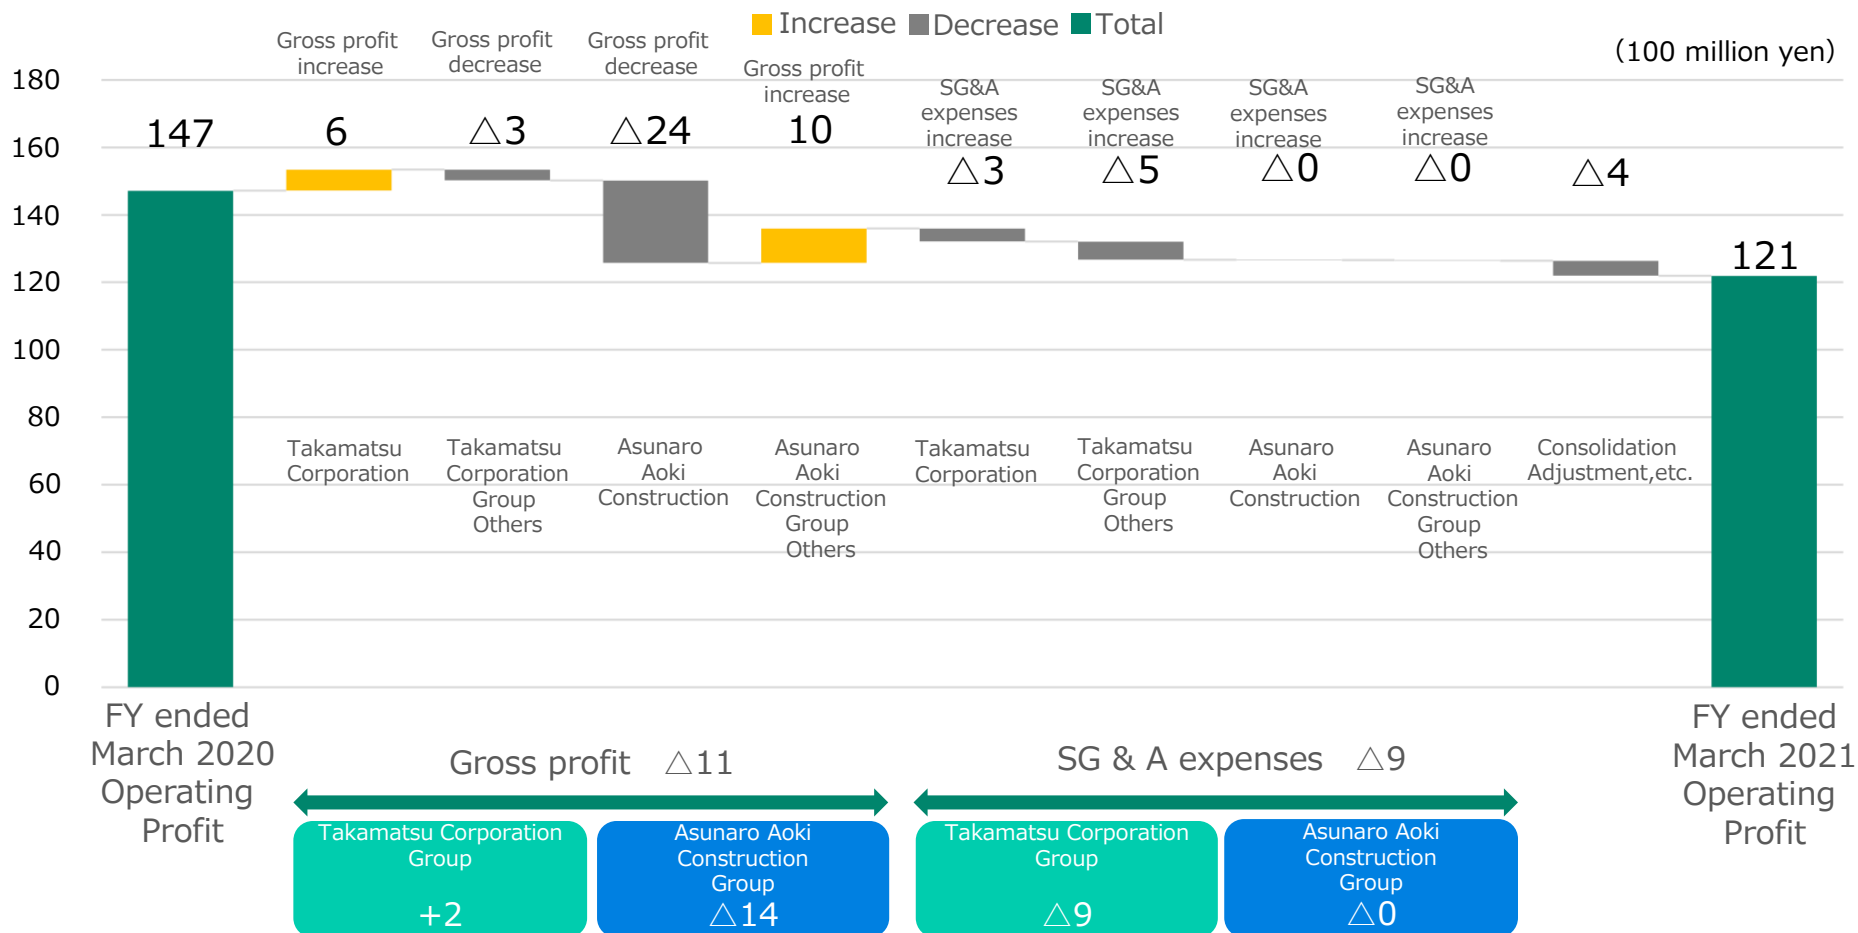 Increase Decrease Total
(100 million yen)
Gross profit
increase
6
Gross profit
decrease
△3
Gross profit
decrease
△24
Gross profit
increase
10
SG&A
expenses
increase
△3
SG&A
expenses
increase
△5
SG&A
expenses
increase
△0
SG&A
expenses
increase
△0
△4
147
121
180
160
140
120
100
80
60
40
20
0
Takamatsu
Corporation
Takamatsu
Corporation
Group
Others
Asunaro
Aoki
Construction
Asunaro
Aoki
Construction
Group
Others
Takamatsu
Corporation
Takamatsu
Corporation
Group
Others
Asunaro
Aoki
Construction
Asunaro
Aoki
Construction
Group
Others
Consolidation
Adjustment,etc.
FY ended
March 2020
Operating
Profit
Gross profit △11
SG & A expenses △9
FY ended
March 2021
Operating
Profit
Takamatsu Corporation
Group
+2
Asunaro Aoki
Construction
Group
△14
Takamatsu Corporation
Group
△9
Asunaro Aoki
Construction
Group
△0